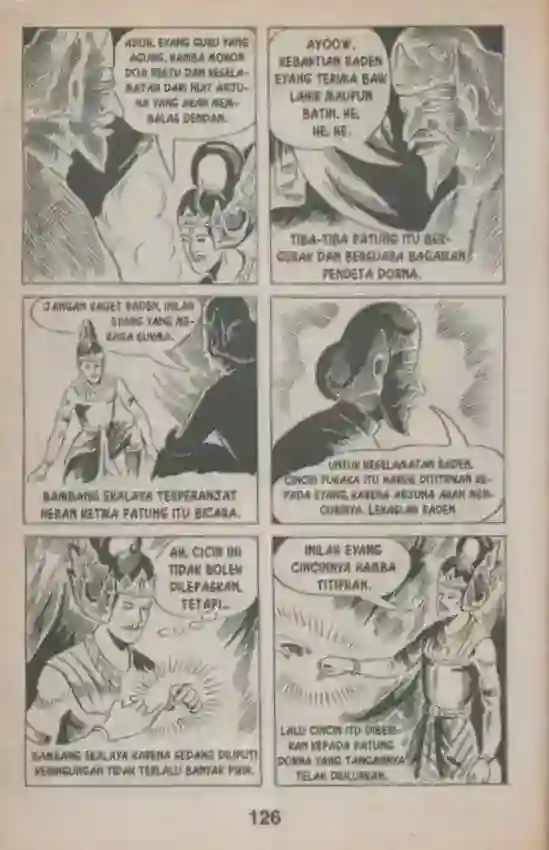 ADUH, EYANG GURU YANG
AGUNG, HAMBA MOHON
DOA RESTU DAN KESELA-
MATAN DARI NIAT ARJU-
NA YANG AKAN MEM-
BALAS DENDAM.
AYOOW,
KEBAKTIAN RADEN
EYANG TERIMA BAIK
LAHIR MAUPUN
BATIN. HE,
HE, HE.
TIBA-TIBA PATUNG ITU BER-
GERAK DAN BERSUARA BAGAIKAN
PENDETA DORNA.
JANGAN KAGET RADEN, INILAH
EYANG YANG
SUKMA.
BAMBANG EKALAYA TERPERANJAT
HERAN KETIKA PATUNG ITU BICARA.
UNTUK KESELAMATAN RADEN,
CINCIN PUSAKA ITU HARUS DITITIPKAN KE-
PADA EYANG, KARENA ARJUNA AKAN MEN-
CURINYA. LEKASLAH RADEN
AH, CICIN INI
TIDAK BOLEH
DILEPASKAN,
TETAPI...
BAMBANG EKALAYA KARENA SEDANG DILIPUTI
KEBINGUNGAN TIDAK TERLALU BANYAK PIKIR.
INILAH EYANG
CINCINNYA HAMBA
TITIPKAN.
LALU CINCIN ITU DIBERI-
KAN KEPADA PATUNG
DORNA YANG TANGANNYA
TELAH DIULURKAN.
126